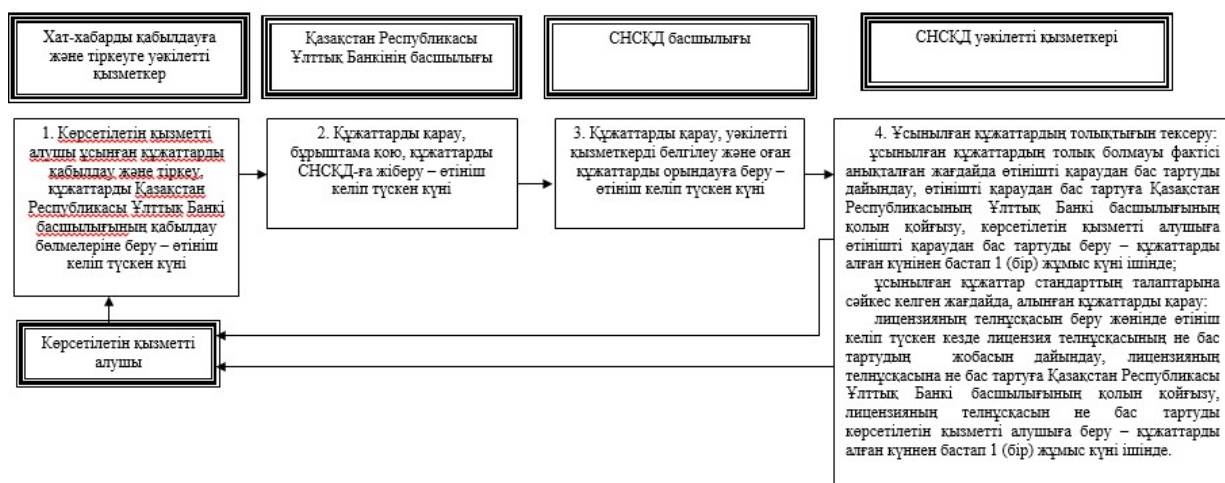 Хат-хабарды қабылдауға
және тіркеуге уәкілетті
қызметкер
Қазақстан Республикасы
Ұлттық Банкінің басшылығы
СНСҚД басшылығы
СНСҚД уәкілетті қызметкері
1. Көрсетілетін қызметті
алушы ұсынған құжаттарды
қабылдау және тіркеу,
құжаттарды Қазақстан
Республикасы Ұлттық Банкі
басшылығының қабылдау
бөлмелеріне беру – өтініш
келіп түскен күні
2. Құжаттарды қарау,
бұрыштама қою, құжаттарды
СНСҚД-ға жіберу – өтініш
келіп түскен күні
3. Құжаттарды қарау, уәкілетті
қызметкерді белгілеу және оған
құжаттарды орындауға беру –
өтініш келіп түскен күні
4. Ұсынылған құжаттардың толықтығын тексеру:
ұсынылған құжаттардың толық болмауы фактісі
анықталған жағдайда өтінішті қараудан бас тартуды
дайындау, өтінішті қараудан бас тартуға Қазақстан
Республикасының Ұлттық Банкі басшылығының
қолын қойғызу, көрсетілетін қызметті алушыға
өтінішті қараудан бас тартуды беру – құжаттарды
алған күнінен бастап 1 (бір) жұмыс күні ішінде;
ұсынылған құжаттар стандарттың талаптарына
сәйкес келген жағдайда, алынған құжаттарды қарау:
лицензияның телнұсқасын беру жөнінде өтініш
келіп түскен кезде лицензия телнұсқасының не бас
тартудың жобасын дайындау, лицензияның
телнұсқасына не бас тартуға Қазақстан Республикасы
Ұлттық Банкі басшылығының қолын қойғызу,
лицензияның телнұсқасын не бас тартуды
көрсетілетін қызметті алушыға беру – құжаттарды
алған күннен бастап 1 (бір) жұмыс күні ішінде.
Көрсетілетін қызметті
алушы